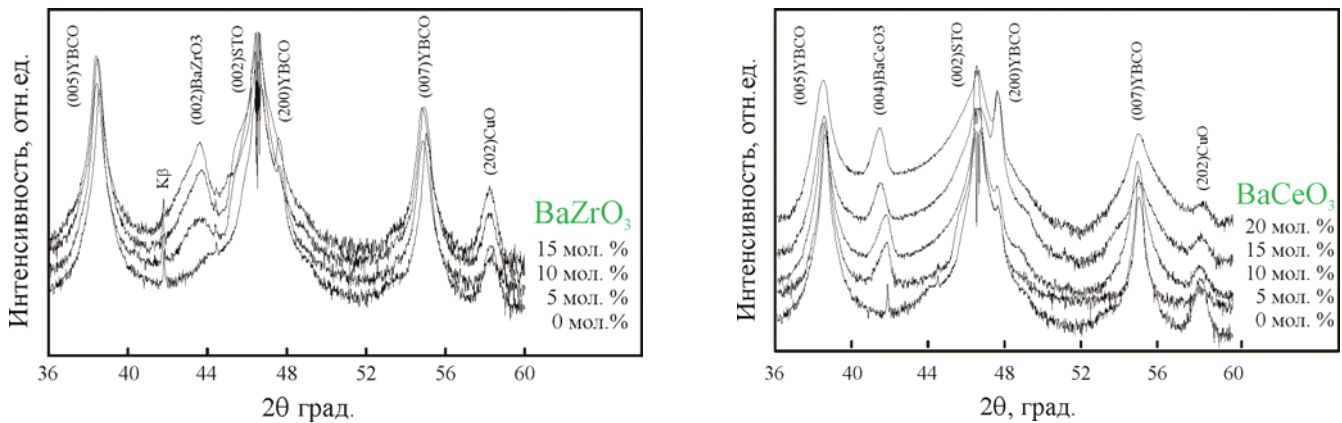 Интенсивность, отн.ед.
(005)YBCO
Kβ
(002)BaZrO3
(002)STO
(200)YBCO
(007)YBCO
(202)CuO
BaZrO₃
15 мол. %
10 мол. %
5 мол. %
0 мол.%
36 40 44 48 52 56 60
2θ град.
Интенсивность, отн.ед.
(005)YBCO
(004)BaCeO3
(002)STO
(200)YBCO
(007)YBCO
(202)CuO
BaCeO₃
20 мол. %
15 мол. %
10 мол. %
5 мол. %
0 мол. %
36 40 44 48 52 56 60
2θ, град.